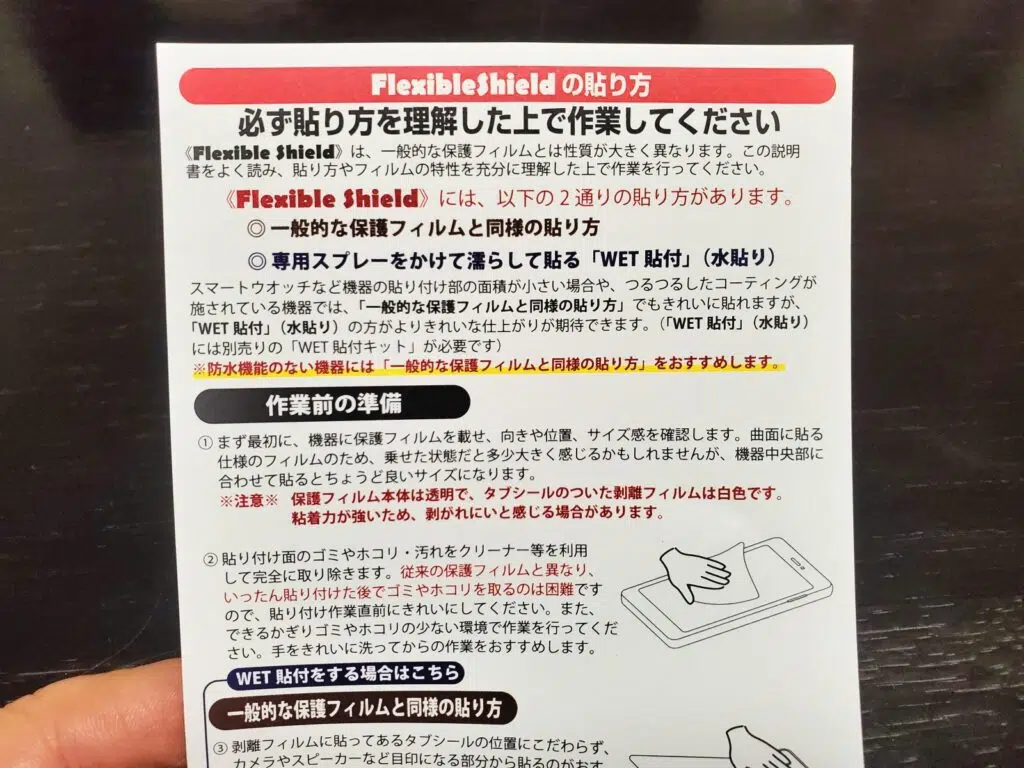 FlexibleShield の貼り方
必ず貼り方を理解した上で作業してください
《Flexible Shield》は、一般的な保護フィルムとは性質が大きく異なります。この説明
書をよく読み、貼り方やフィルムの特性を充分に理解した上で作業を行ってください。
《Flexible Shield》には、以下の2通りの貼り方があります。
◎一般的な保護フィルムと同様の貼り方
◎専用スプレーをかけて濡らして貼る「WET 貼付」（水貼り）
スマートウオッチなど機器の貼り付け部の面積が小さい場合や、つるつるしたコーティングが
施されている機器では、「一般的な保護フィルムと同様の貼り方」でもきれいに貼れますが、
「WET 貼付」（水貼り）の方がよりきれいな仕上がりが期待できます。（「WET 貼付」（水貼り）
には別売りの「WET 貼付キット」が必要です）
※防水機能のない機器には「一般的な保護フィルムと同様の貼り方」をおすすめします。
作業前の準備
①まず最初に、機器に保護フィルムを載せ、向きや位置、サイズ感を確認します。曲面に貼る
仕様のフィルムのため、乗せた状態だと多少大きく感じるかもしれませんが、機器中央部に
合わせて貼るとちょうど良いサイズになります。
※注意※ 保護フィルム本体は透明で、タブシールのついた剥離フィルムは白色です。
粘着力が強いため、剥がれにいと感じる場合があります。
②貼り付け面のゴミやホコリ・汚れをクリーナー等を利用
して完全に取り除きます。従来の保護フィルムと異なり、
いったん貼り付けた後でゴミやホコリを取るのは困難です
ので、貼り付け作業直前にきれいにしてください。また、
できるかぎりゴミやホコリの少ない環境で作業を行ってくだ
さい。手をきれいに洗ってからの作業をおすすめします。
WET 貼付をする場合はこちら
一般的な保護フィルムと同様の貼り方
③剥離フィルムに貼ってあるタブシールの位置にこだわらず、
カメラやスピーカーなど目印になる部分から貼るのがおす